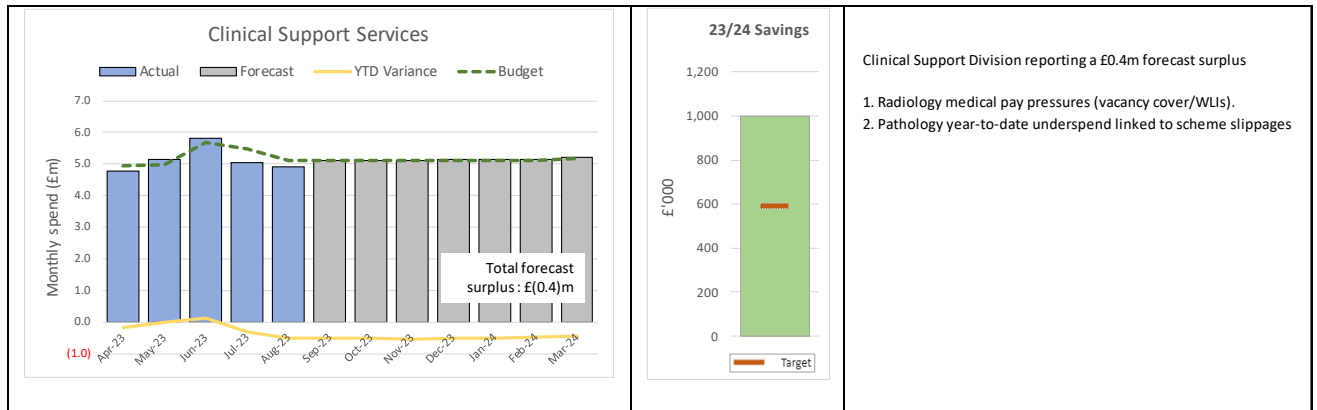 Clinical Support Services
Actual Forecast YTD Variance Budget
7.0
6.0
5.0
4.0
3.0
2.0
1.0
0.0
(1.0)
Monthly spend (£m)
Apr-23 May-23 Jun-23 Jul-23 Aug-23 Sep-23 Oct-23 Nov-23 Dec-23 Jan-24 Feb-24 Mar-24
Total forecast
surplus : £(0.4)m
23/24 Savings
1,200
1,000
800
600
400
200
0
£'000
Target
Clinical Support Division reporting a £0.4m forecast surplus
1. Radiology medical pay pressures (vacancy cover/WLIs).
2. Pathology year-to-date underspend linked to scheme slippages